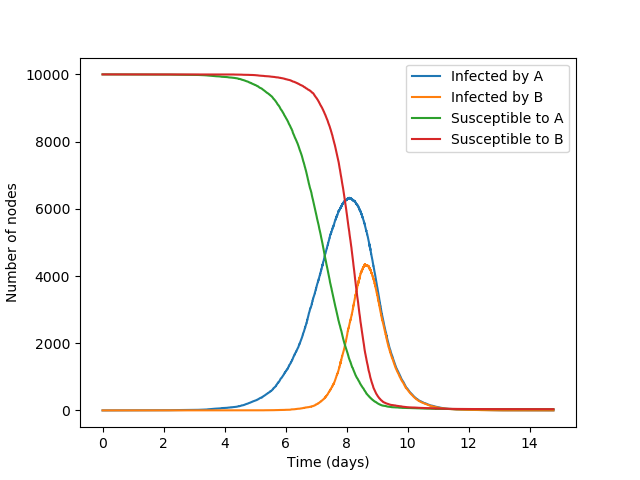 10000
8000
6000
4000
2000
0
Number of nodes
Infected by A
Infected by B
Susceptible to A
Susceptible to B
0 2 4 6 8 10 12 14
Time (days)